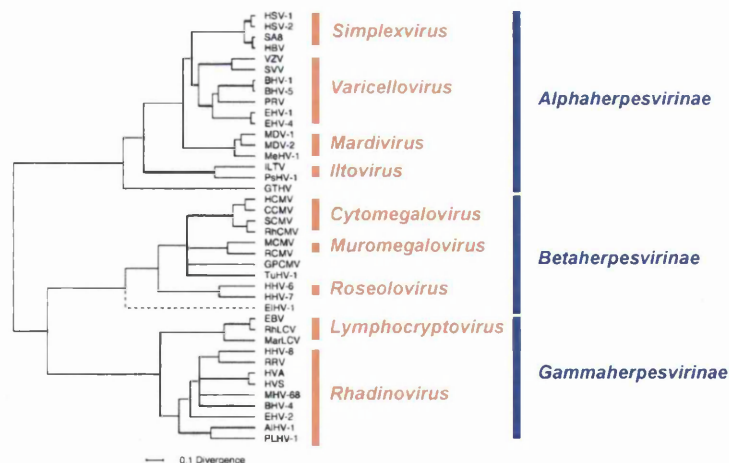 HSV-1
HSV-2
SA8
HBV
Simplexvirus
VZV
SVV
BHV-1
BHV-5
PRV
EHV-1
EHV-4
Varicellovirus
MDV-1
MDV-2
MeHV-1
Mardivirus
ILTV
PsHV-1
Iltovirus
GTHV
Alphaherpesvirinae
HCMV
CCMV
SCMV
RhCMV
Cytomegalovirus
MCMV
RCMV
Muromegalovirus
GPCMV
TuHV-1
HHV-6
HHV-7
Roseolovirus
ElHV-1
Betaherpesvirinae
EBV
RhLCV
MarLCV
Lymphocryptovirus
HHV-8
RRV
HVA
HVS
MHV-68
BHV-4
EHV-2
AlHV-1
PLHV-1
Rhadinovirus
Gammaherpesvirinae
0.1 Divergence